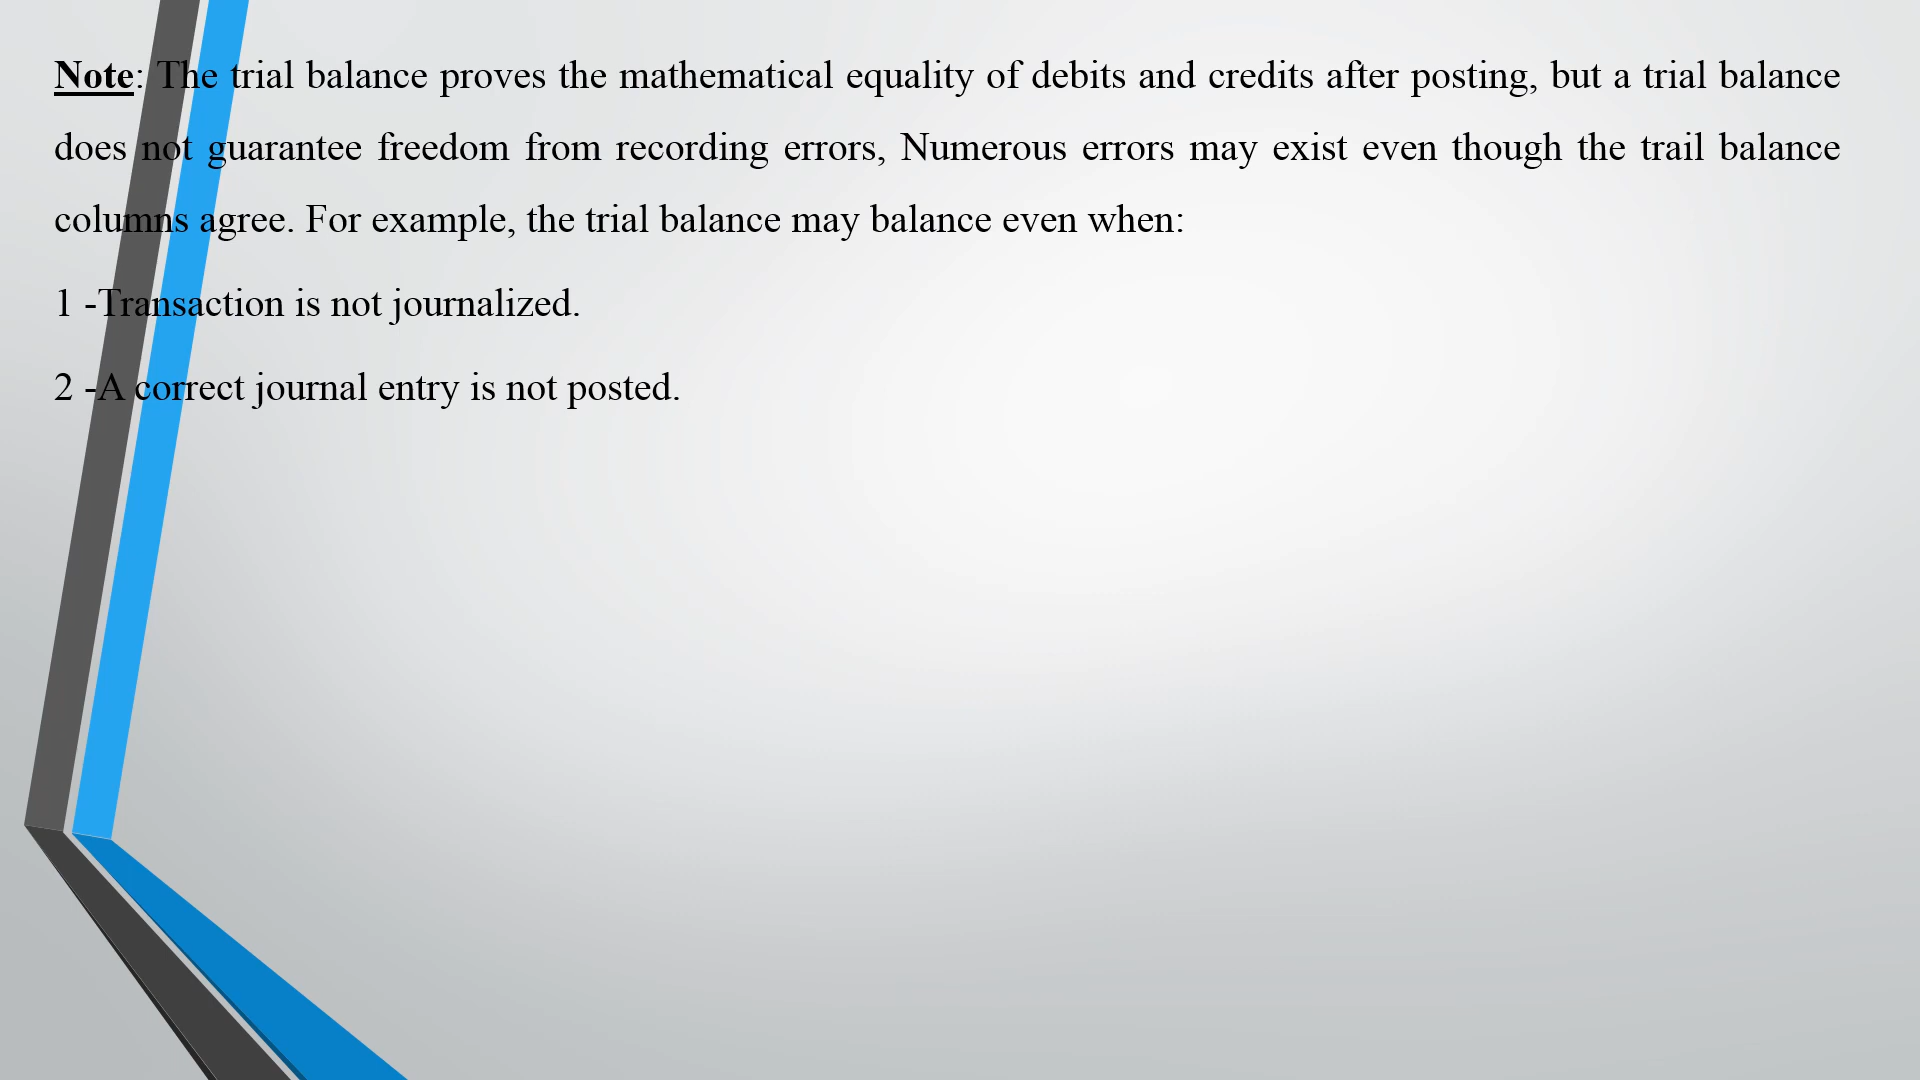 Note: The trial balance proves the mathematical equality of debits and credits after posting, but a trial balance
does not guarantee freedom from recording errors, Numerous errors may exist even though the trail balance
columns agree. For example, the trial balance may balance even when:
1 -Transaction is not journalized.
2 -A correct journal entry is not posted.